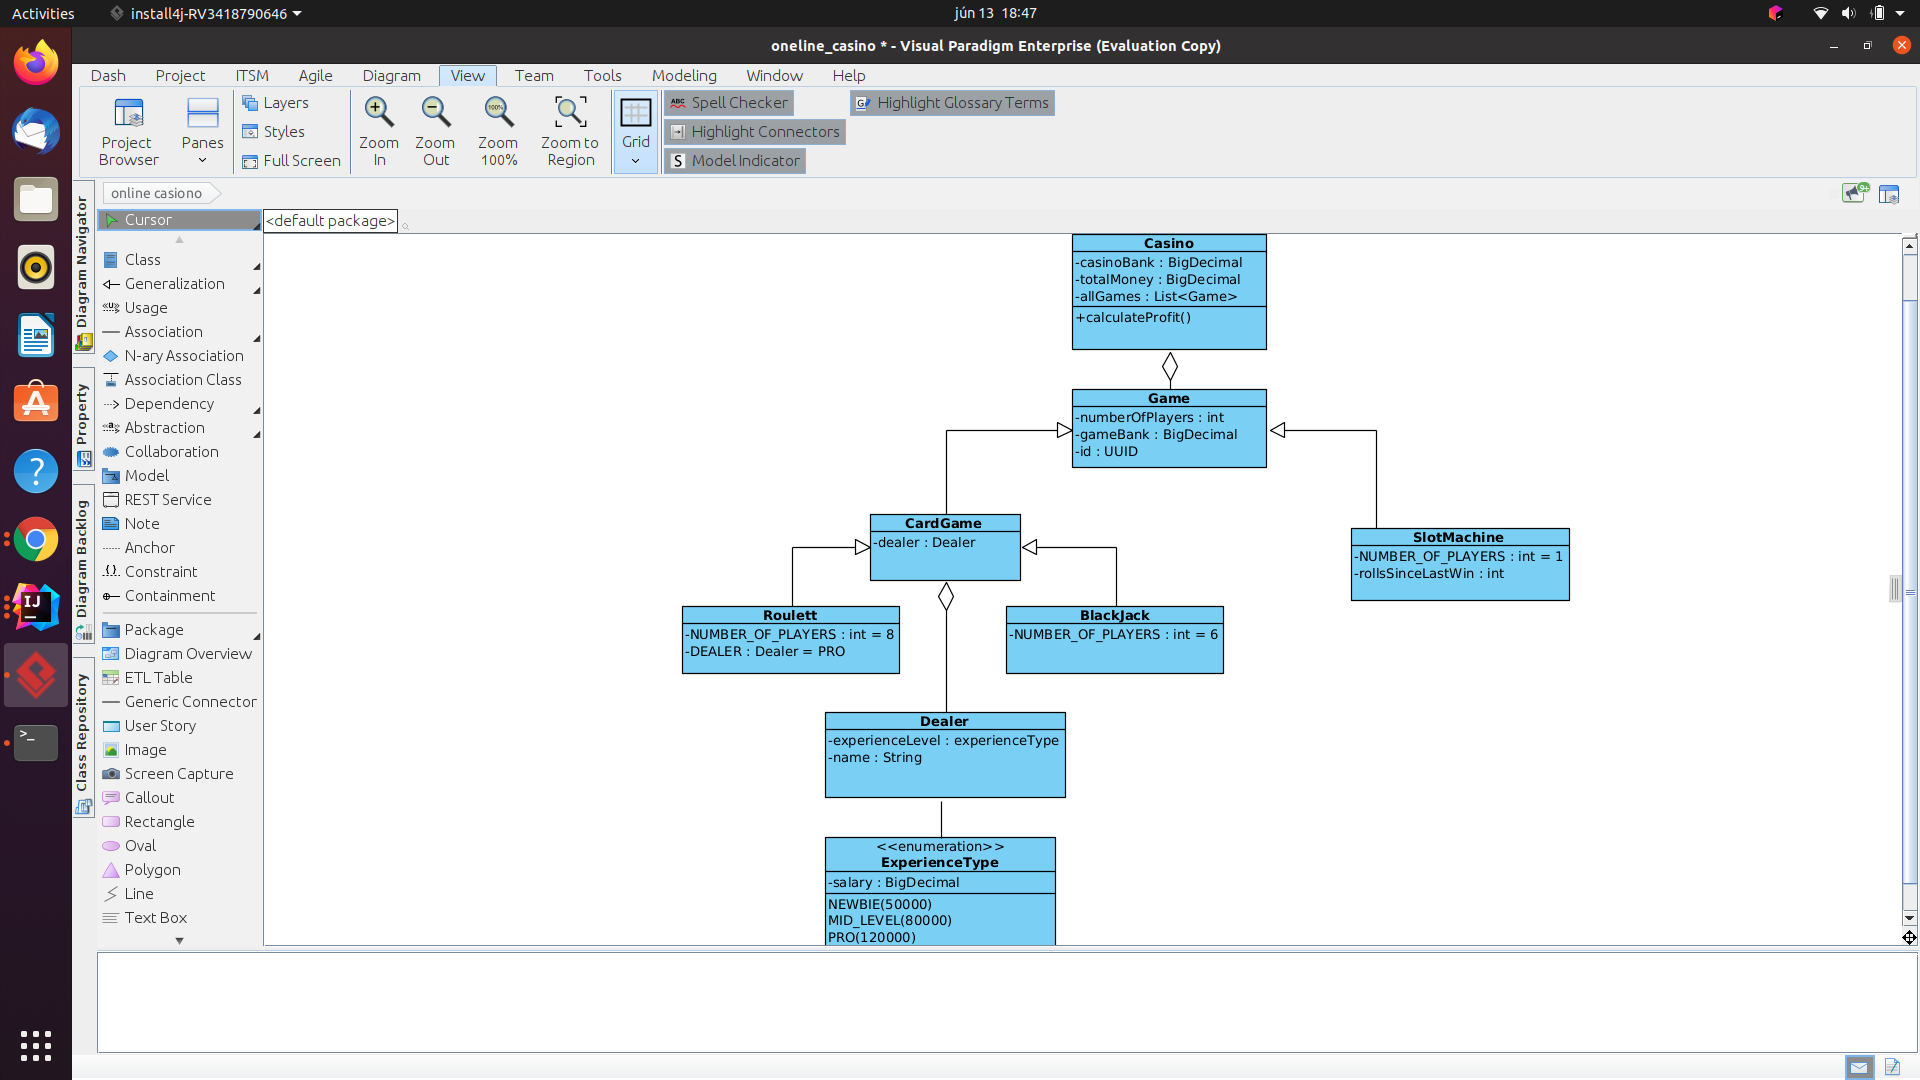 Activities
install4j-RV3418790646
jún 13 18:47
oneline_casino * - Visual Paradigm Enterprise (Evaluation Copy)
Dash Project ITSM Agile Diagram View Team Tools Modeling Window Help
Project Browser
Panes
Layers
Styles
Full Screen
Zoom In
Zoom Out
100%
Zoom 100%
Zoom to Region
Grid
ABC Spell Checker
Highlight Connectors
S Model Indicator
G Highlight Glossary Terms
online casiono
9+
Diagram Navigator
Property
Diagram Backlog
Class Repository
Cursor
Class
Generalization
«U» Usage
Association
N-ary Association
Association Class
Dependency
«a» Abstraction
Collaboration
Model
REST Service
Note
Anchor
{.} Constraint
Containment
Package
Diagram Overview
ETL Table
Generic Connector
User Story
Image
Screen Capture
Callout
Rectangle
Oval
Polygon
Line
Text Box
<default package>
Casino
-casinoBank : BigDecimal
-totalMoney : BigDecimal
-allGames : List<Game>
+calculateProfit()
Game
-numberOfPlayers : int
-gameBank : BigDecimal
-id : UUID
CardGame
-dealer : Dealer
SlotMachine
-NUMBER_OF_PLAYERS : int = 1
-rollsSinceLastWin : int
Roulett
-NUMBER_OF_PLAYERS : int = 8
-DEALER : Dealer = PRO
BlackJack
-NUMBER_OF_PLAYERS : int = 6
Dealer
-experienceLevel : experienceType
-name : String
<<enumeration>>
ExperienceType
-salary : BigDecimal
NEWBIE(50000)
MID_LEVEL(80000)
PRO(120000)
IJ
?
>_